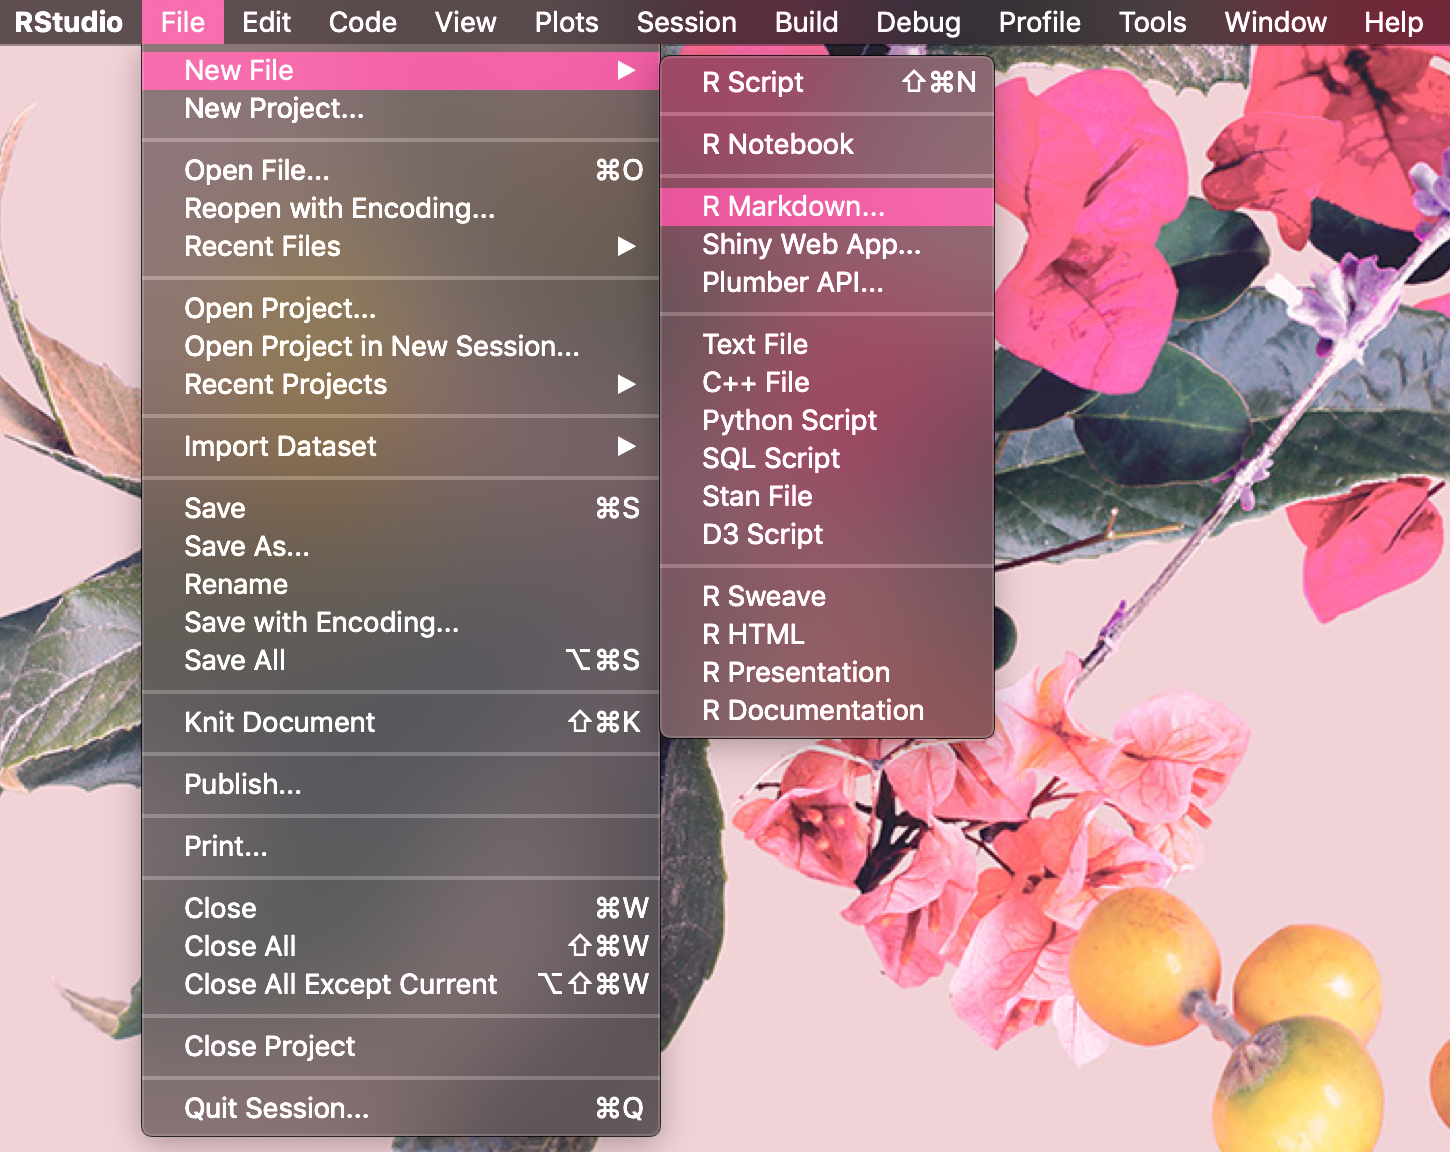 RStudio File Edit Code View Plots Session Build Debug Profile Tools Window Help
New File ▶
New Project...
Open File... ⌘O
Reopen with Encoding...
Recent Files ▶
Open Project...
Open Project in New Session...
Recent Projects ▶
Import Dataset ▶
Save ⌘S
Save As...
Rename
Save with Encoding...
Save All ⌥⌘S
Knit Document ⇧⌘K
Publish...
Print...
Close ⌘W
Close All ⇧⌘W
Close All Except Current ⌥⇧⌘W
Close Project
Quit Session... ⌘Q
R Script ⇧⌘N
R Notebook
R Markdown...
Shiny Web App...
Plumber API...
Text File
C++ File
Python Script
SQL Script
Stan File
D3 Script
R Sweave
R HTML
R Presentation
R Documentation